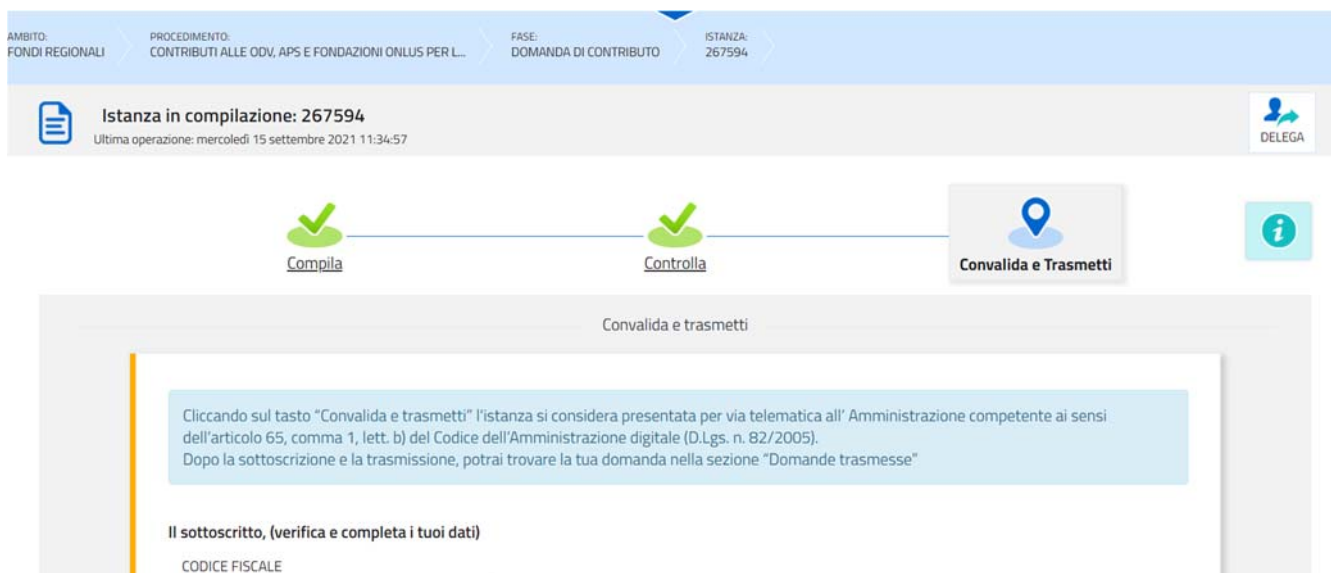 AMBITO:
FONDI REGIONALI
PROCEDIMENTO:
CONTRIBUTI ALLE ODV, APS E FONDAZIONI ONLUS PER L...
FASE:
DOMANDA DI CONTRIBUTO
ISTANZA:
267594
Istanza in compilazione: 267594
Ultima operazione: mercoledì 15 settembre 2021 11:34:57
DELEGA
Compila
Controlla
Convalida e Trasmetti
Convalida e trasmetti
Cliccando sul tasto “Convalida e trasmetti” l’istanza si considera presentata per via telematica all’ Amministrazione competente ai sensi
dell’articolo 65, comma 1, lett. b) del Codice dell’Amministrazione digitale (D.Lgs. n. 82/2005).
Dopo la sottoscrizione e la trasmissione, potrai trovare la tua domanda nella sezione “Domande trasmesse”
Il sottoscritto, (verifica e completa i tuoi dati)
CODICE FISCALE